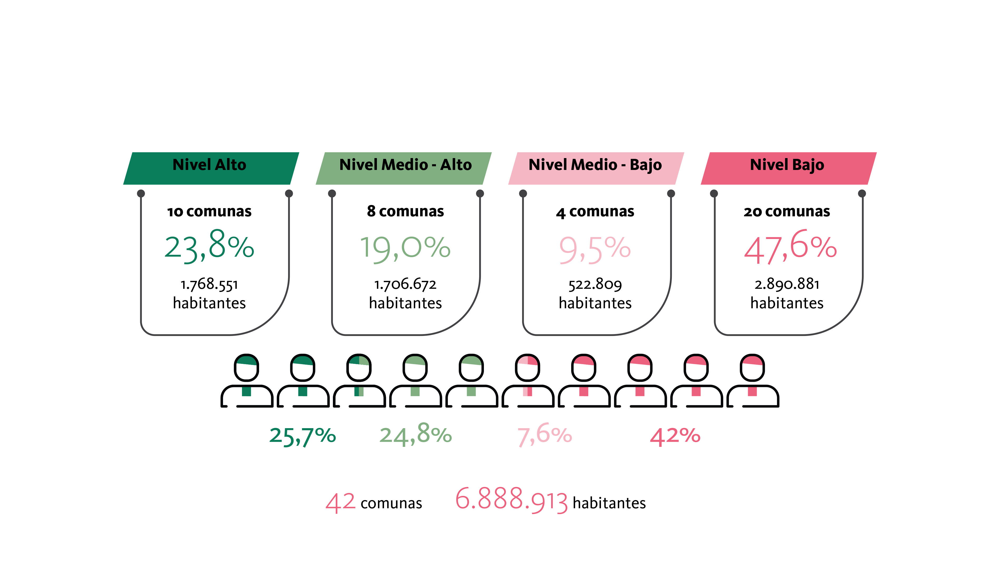 Nivel Alto
Nivel Medio - Alto
Nivel Medio - Bajo
Nivel Bajo
10 comunas
23,8%
1.768.551
habitantes
8 comunas
19,0%
1.706.672
habitantes
4 comunas
9,5%
522.809
habitantes
20 comunas
47,6%
2.890.881
habitantes
25,7%
24,8%
7,6%
42%
42 comunas
6.888.913 habitantes